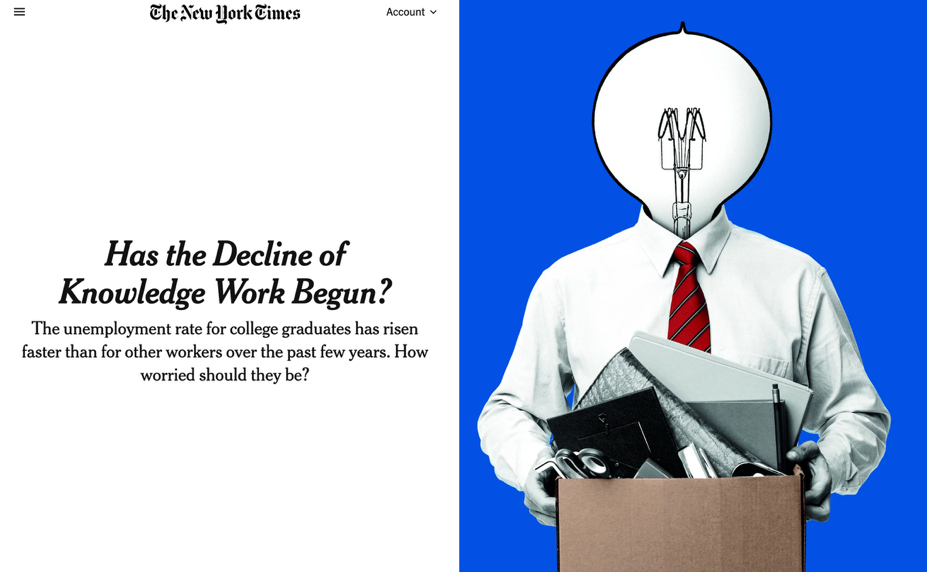 The New York Times
Account
Has the Decline of
Knowledge Work Begun?
The unemployment rate for college graduates has risen
faster than for other workers over the past few years. How
worried should they be?